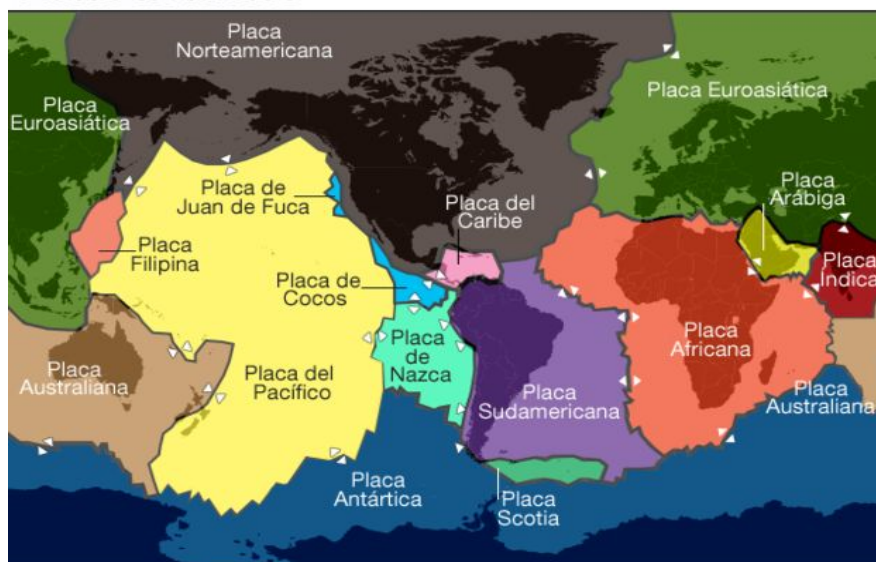 Placa
Norteamericana
Placa
Euroasiática
Placa Euroasiática
Placa de
Juan de Fuca
Placa del
Caribe
Placa
Arábiga
Placa
Filipina
Placa de
Cocos
Placa
Índica
Placa
Australiana
Placa del
Pacífico
Placa
de
Nazca
Placa
Sudamericana
Placa
Africana
Placa
Australiana
Placa
Antártica
Placa
Scotia